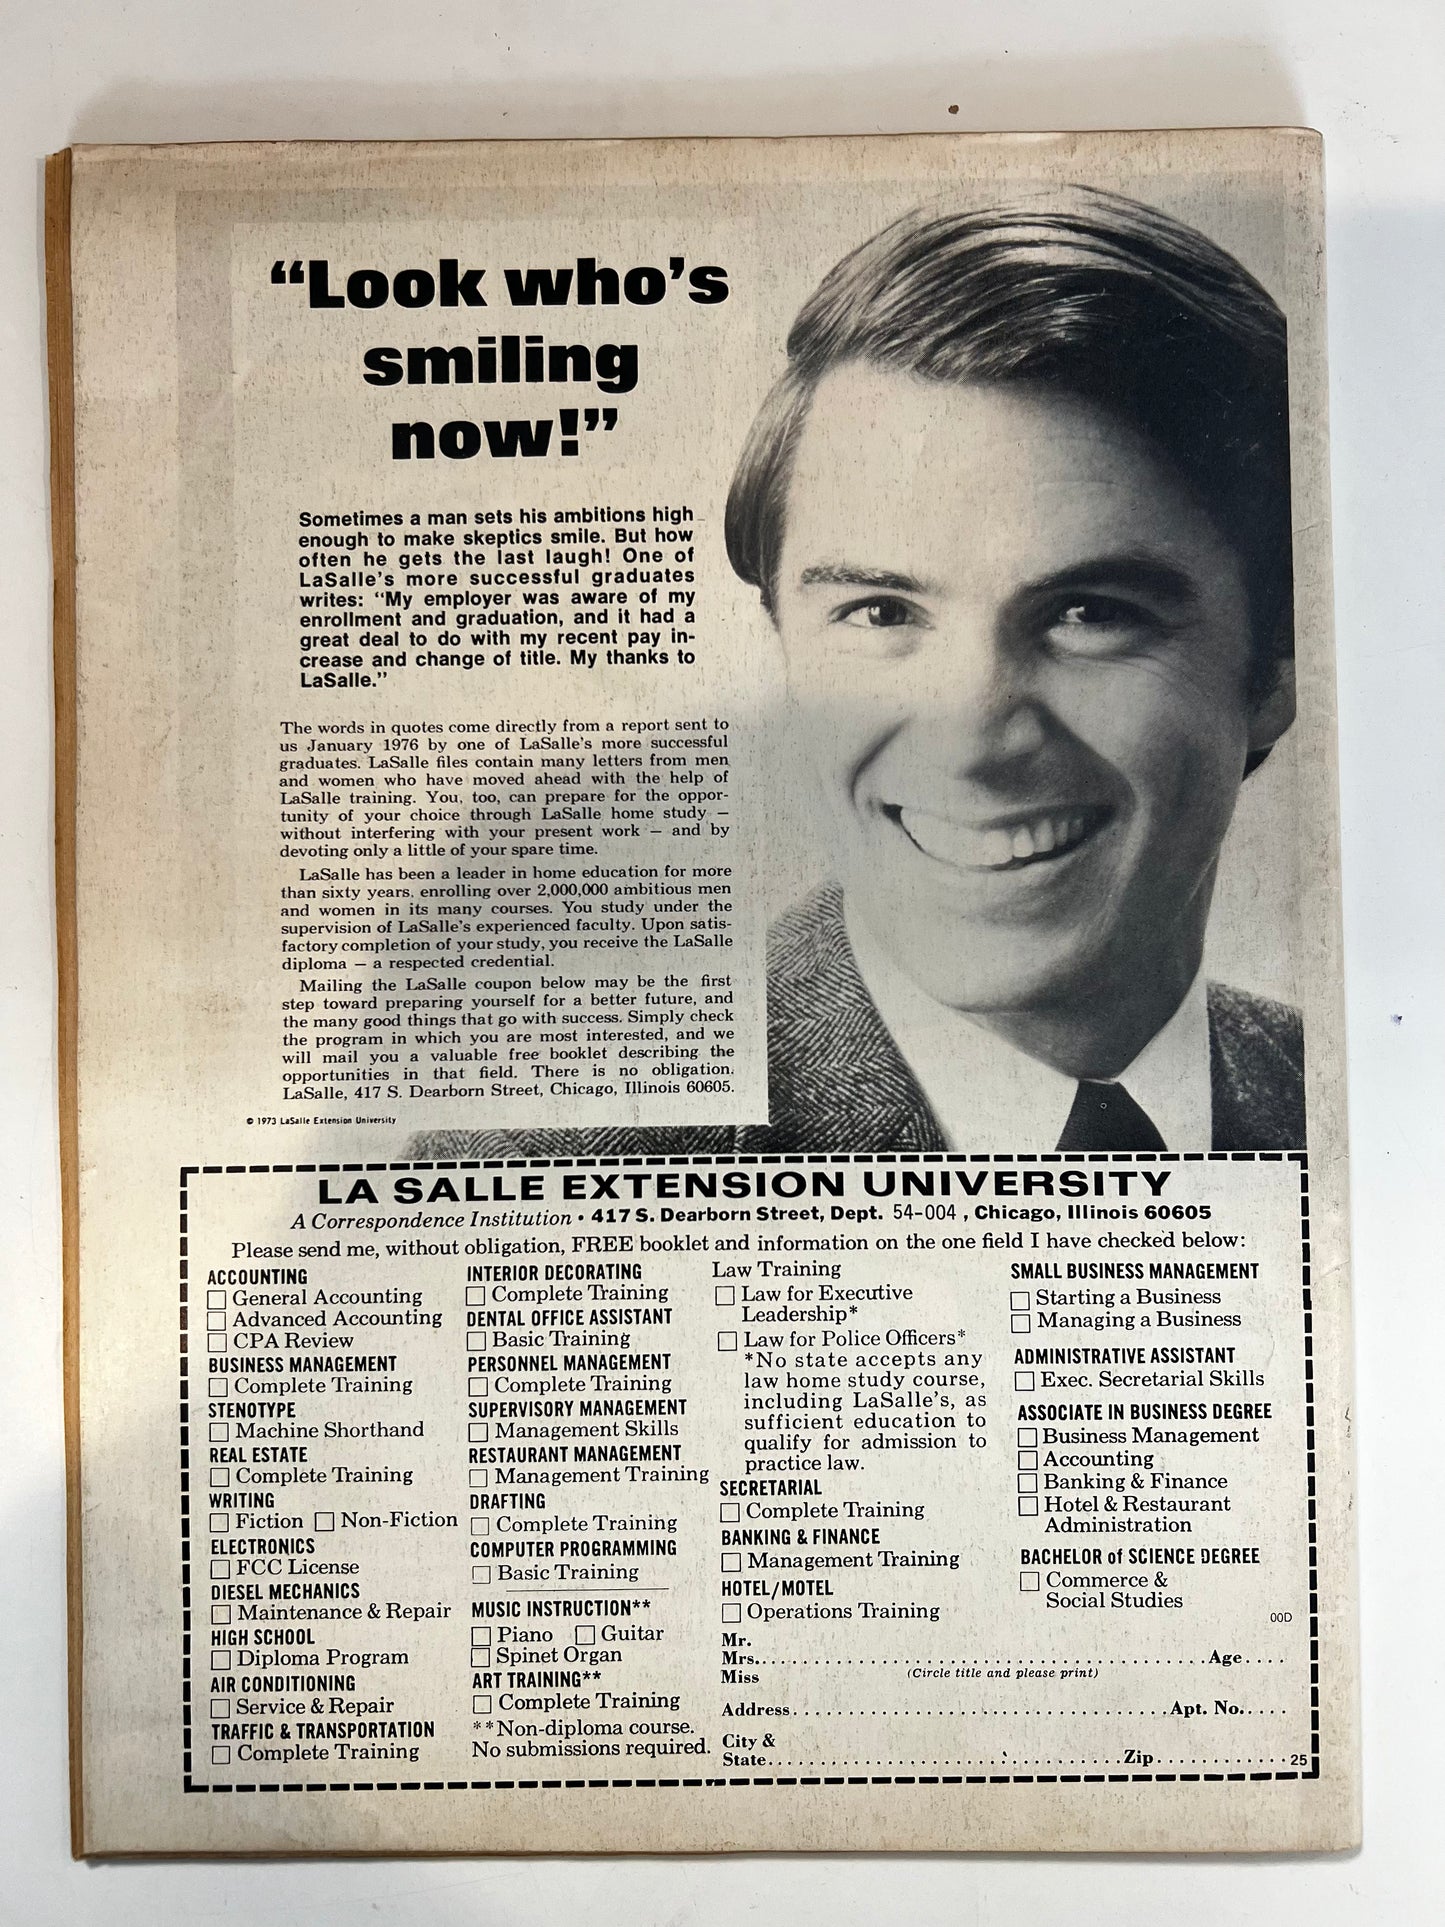 “Look who’s
smiling
now!”
Sometimes a man sets his ambitions high
enough to make skeptics smile. But how
often he gets the last laugh! One of
LaSalle’s more successful graduates
writes: “My employer was aware of my
enrollment and graduation, and it had a
great deal to do with my recent pay in-
crease and change of title. My thanks to
LaSalle.”
The words in quotes come directly from a report sent to
us January 1976 by one of LaSalle’s more successful
graduates. LaSalle files contain many letters from men
and women who have moved ahead with the help of
LaSalle training. You, too, can prepare for the oppor-
tunity of your choice through LaSalle home study —
without interfering with your present work — and by
devoting only a little of your spare time.
LaSalle has been a leader in home education for more
than sixty years, enrolling over 2,000,000 ambitious men
and women in its many courses. You study under the
supervision of LaSalle’s experienced faculty. Upon satis-
factory completion of your study, you receive the LaSalle
diploma — a respected credential.
Mailing the LaSalle coupon below may be the first
step toward preparing yourself for a better future, and
the many good things that go with success. Simply check
the program in which you are most interested, and we
will mail you a valuable free booklet describing the
opportunities in that field. There is no obligation.
LaSalle, 417 S. Dearborn Street, Chicago, Illinois 60605.
© 1973 LaSalle Extension University
LA SALLE EXTENSION UNIVERSITY
A Correspondence Institution • 417 S. Dearborn Street, Dept. 54-004 , Chicago, Illinois 60605
Please send me, without obligation, FREE booklet and information on the one field I have checked below:
ACCOUNTING
☐ General Accounting
☐ Advanced Accounting
☐ CPA Review
BUSINESS MANAGEMENT
☐ Complete Training
STENOTYPE
☐ Machine Shorthand
REAL ESTATE
☐ Complete Training
WRITING
☐ Fiction ☐ Non-Fiction
ELECTRONICS
☐ FCC License
DIESEL MECHANICS
☐ Maintenance & Repair
HIGH SCHOOL
☐ Diploma Program
AIR CONDITIONING
☐ Service & Repair
TRAFFIC & TRANSPORTATION
☐ Complete Training
INTERIOR DECORATING
☐ Complete Training
DENTAL OFFICE ASSISTANT
☐ Basic Training
PERSONNEL MANAGEMENT
☐ Complete Training
SUPERVISORY MANAGEMENT
☐ Management Skills
RESTAURANT MANAGEMENT
☐ Management Training
DRAFTING
☐ Complete Training
COMPUTER PROGRAMMING
☐ Basic Training
MUSIC INSTRUCTION**
☐ Piano ☐ Guitar
☐ Spinet Organ
ART TRAINING**
☐ Complete Training
**Non-diploma course.
No submissions required.
Law Training
☐ Law for Executive
Leadership*
☐ Law for Police Officers*
*No state accepts any
law home study course,
including LaSalle’s, as
sufficient education to
qualify for admission to
practice law.
SECRETARIAL
☐ Complete Training
BANKING & FINANCE
☐ Management Training
HOTEL/MOTEL
☐ Operations Training
SMALL BUSINESS MANAGEMENT
☐ Starting a Business
☐ Managing a Business
ADMINISTRATIVE ASSISTANT
☐ Exec. Secretarial Skills
ASSOCIATE IN BUSINESS DEGREE
☐ Business Management
☐ Accounting
☐ Banking & Finance
☐ Hotel & Restaurant
Administration
BACHELOR of SCIENCE DEGREE
☐ Commerce &
Social Studies
00D
Mr.
Mrs. Age
Miss (Circle title and please print)
Address Apt. No.
City &
State Zip 25